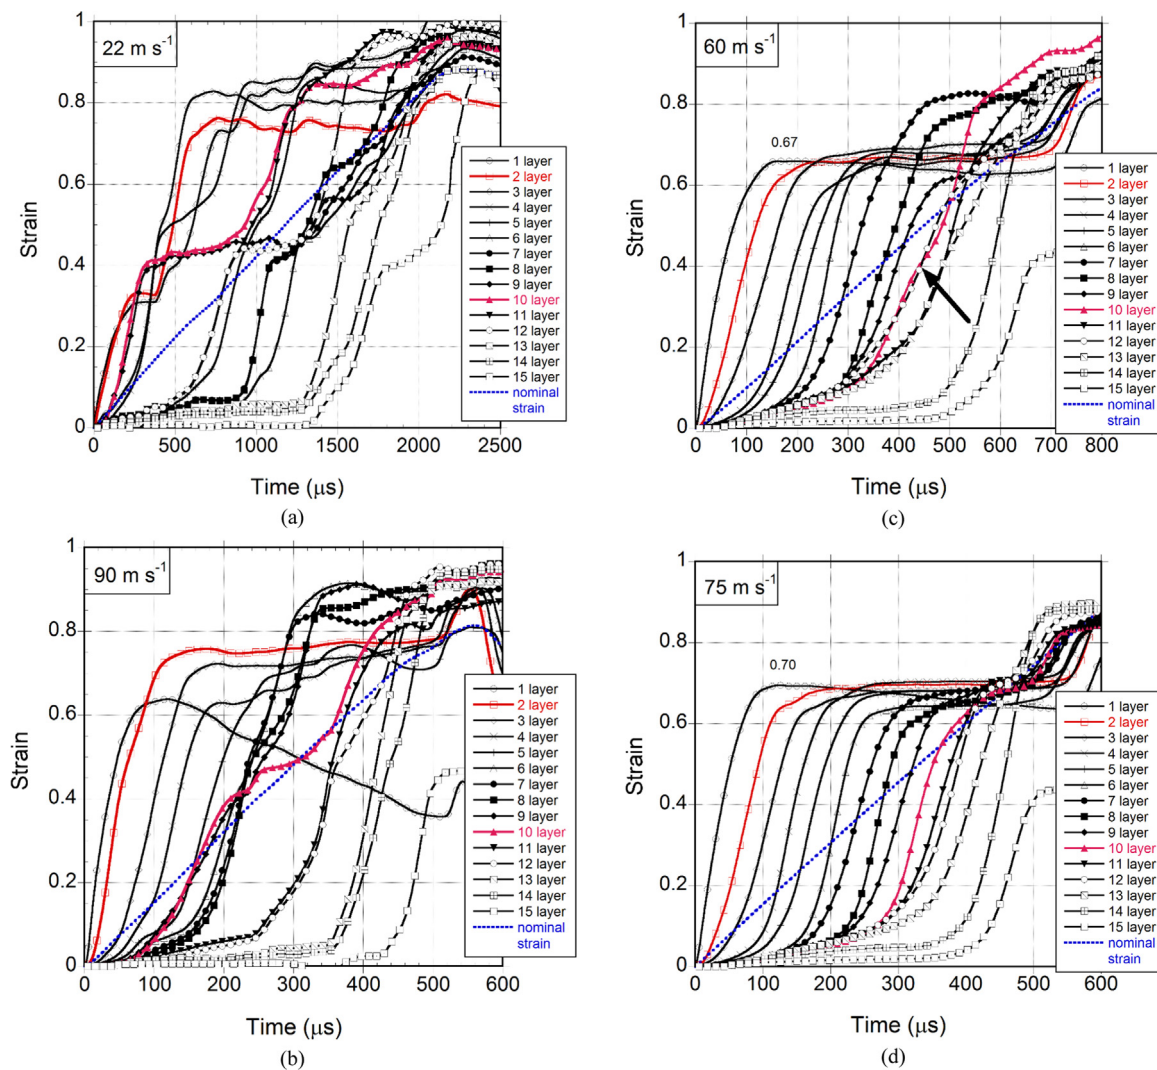 22 m s-1
Strain
1
0.8
0.6
0.4
0.2
0
0 500 1000 1500 2000 2500
Time (μs)
1 layer
2 layer
3 layer
4 layer
5 layer
6 layer
7 layer
8 layer
9 layer
10 layer
11 layer
12 layer
13 layer
14 layer
15 layer
nominal
strain
(a)
60 m s-1
Strain
1
0.8
0.6
0.4
0.2
0
0.67
0 100 200 300 400 500 600 700 800
Time (μs)
1 layer
2 layer
3 layer
4 layer
5 layer
6 layer
7 layer
8 layer
9 layer
10 layer
11 layer
12 layer
13 layer
14 layer
15 layer
nominal
strain
(c)
90 m s-1
Strain
1
0.8
0.6
0.4
0.2
0
0 100 200 300 400 500 600
Time (μs)
1 layer
2 layer
3 layer
4 layer
5 layer
6 layer
7 layer
8 layer
9 layer
10 layer
11 layer
12 layer
13 layer
14 layer
15 layer
nominal
strain
(b)
75 m s-1
Strain
1
0.8
0.6
0.4
0.2
0
0.70
0 100 200 300 400 500 600
Time (μs)
1 layer
2 layer
3 layer
4 layer
5 layer
6 layer
7 layer
8 layer
9 layer
10 layer
11 layer
12 layer
13 layer
14 layer
15 layer
nominal
strain
(d)